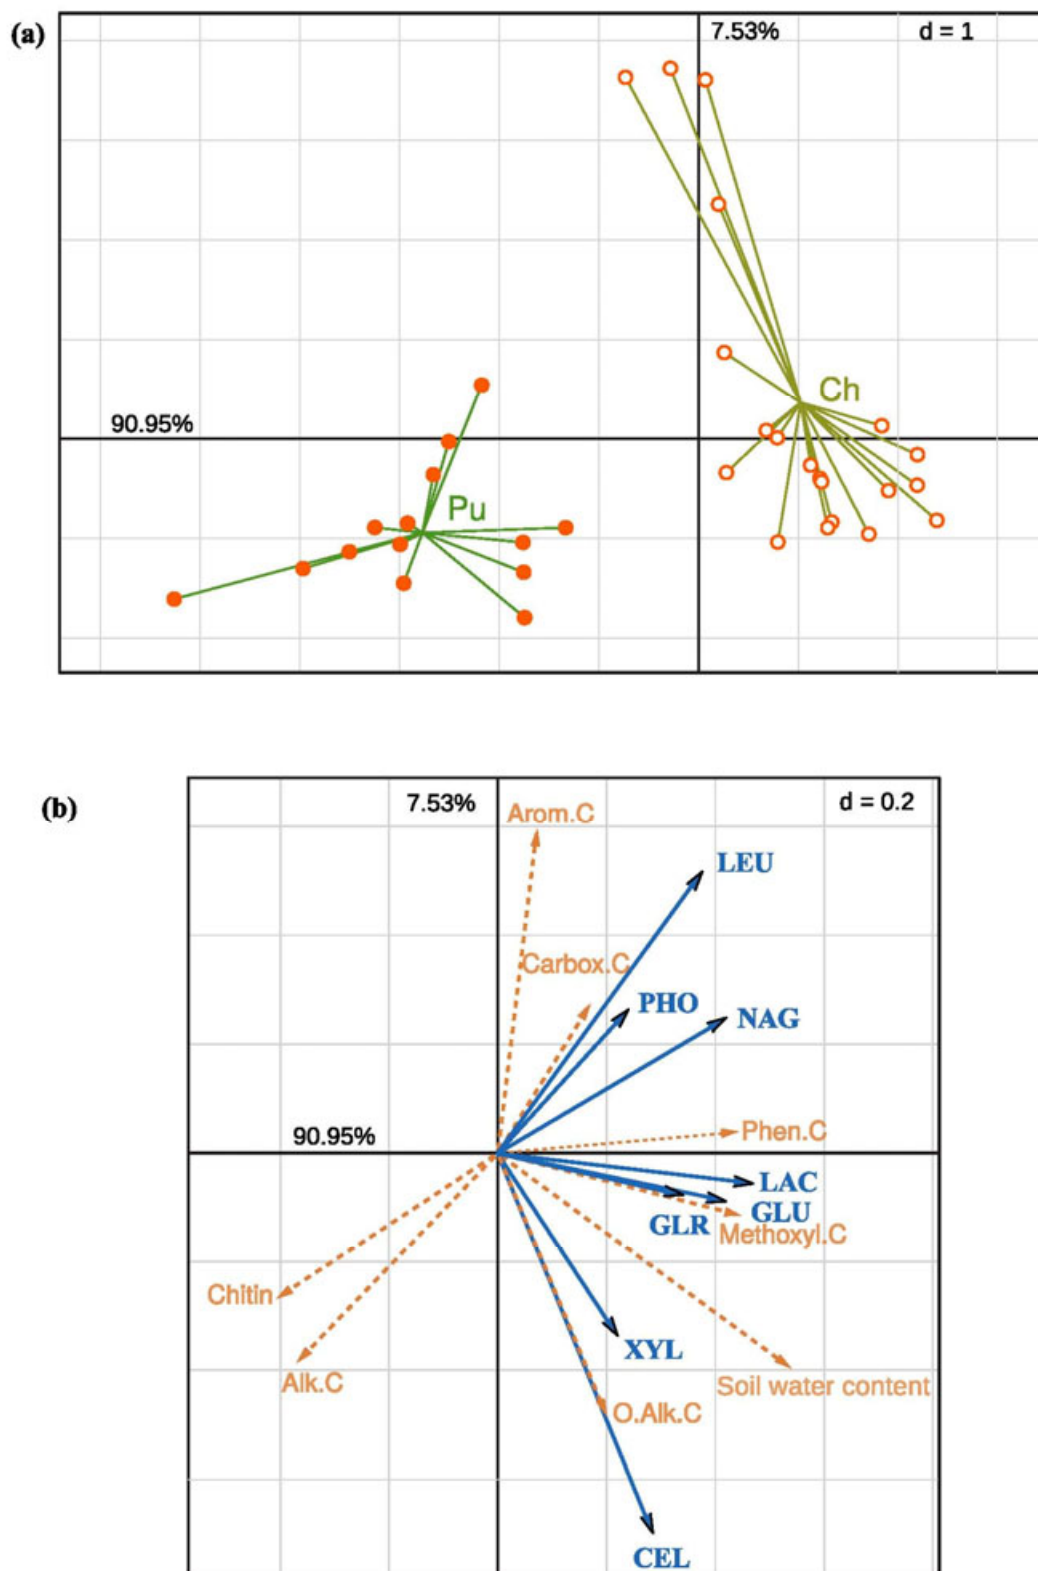 (a)
7.53%
d = 1
Ch
90.95%
Pu
(b)
7.53%
Arom.C
d = 0.2
LEU
Carbox.C
PHO
NAG
90.95%
Phen.C
LAC
GLR
GLU
Methoxyl.C
Chitin
XYL
Alk.C
Soil water content
O.Alk.C
CEL